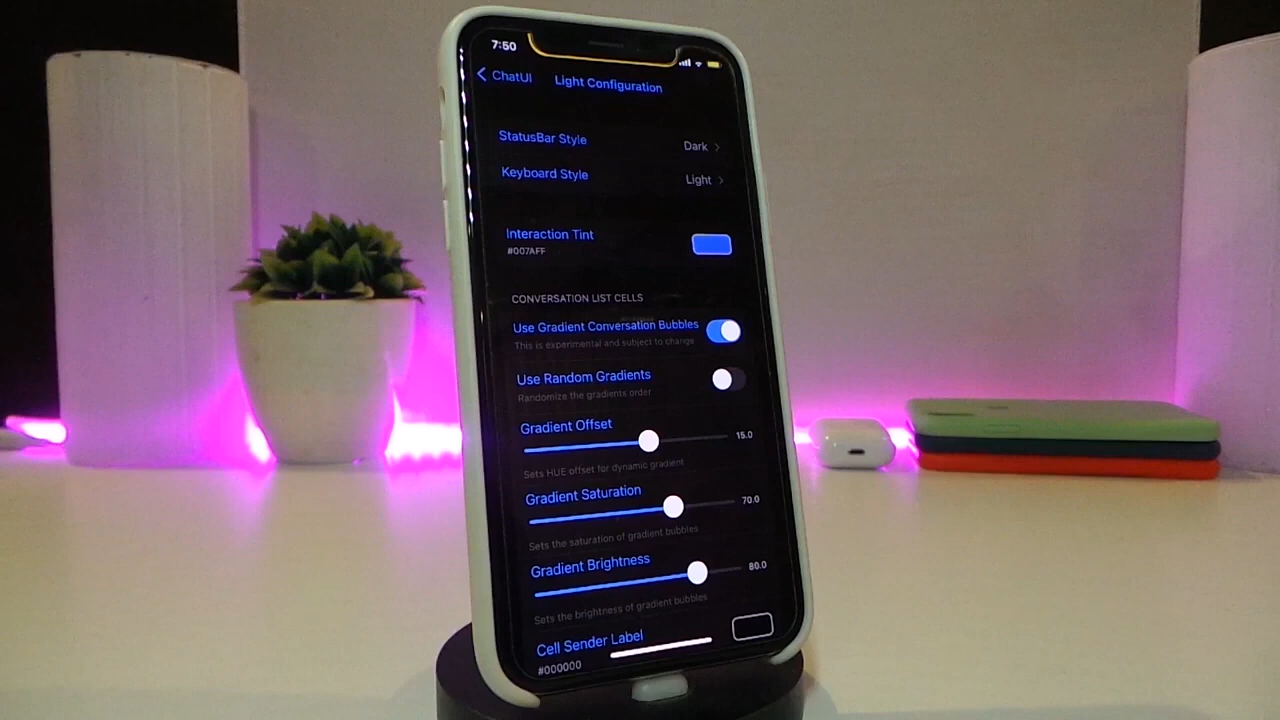 7:50
ChatUI
Light Configuration
StatusBar Style
Dark
Keyboard Style
Light
Interaction Tint
#007AFF
CONVERSATION LIST CELLS
Use Gradient Conversation Bubbles
This is experimental and subject to change
Use Random Gradients
Randomize the gradients order
Gradient Offset
15.0
Sets HUE offset for dynamic gradient
Gradient Saturation
70.0
Sets the saturation of gradient bubbles
Gradient Brightness
80.0
Sets the brightness of gradient bubbles
Cell Sender Label
#000000